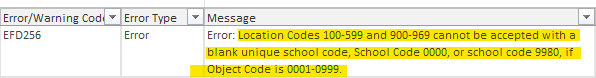 Error/Warning Code Error Type Message
EFD256 Error Error: Location Codes 100-599 and 900-969 cannot be accepted with a
blank unique school code, School Code 0000, or school code 9980, if
Object Code is 0001-0999.